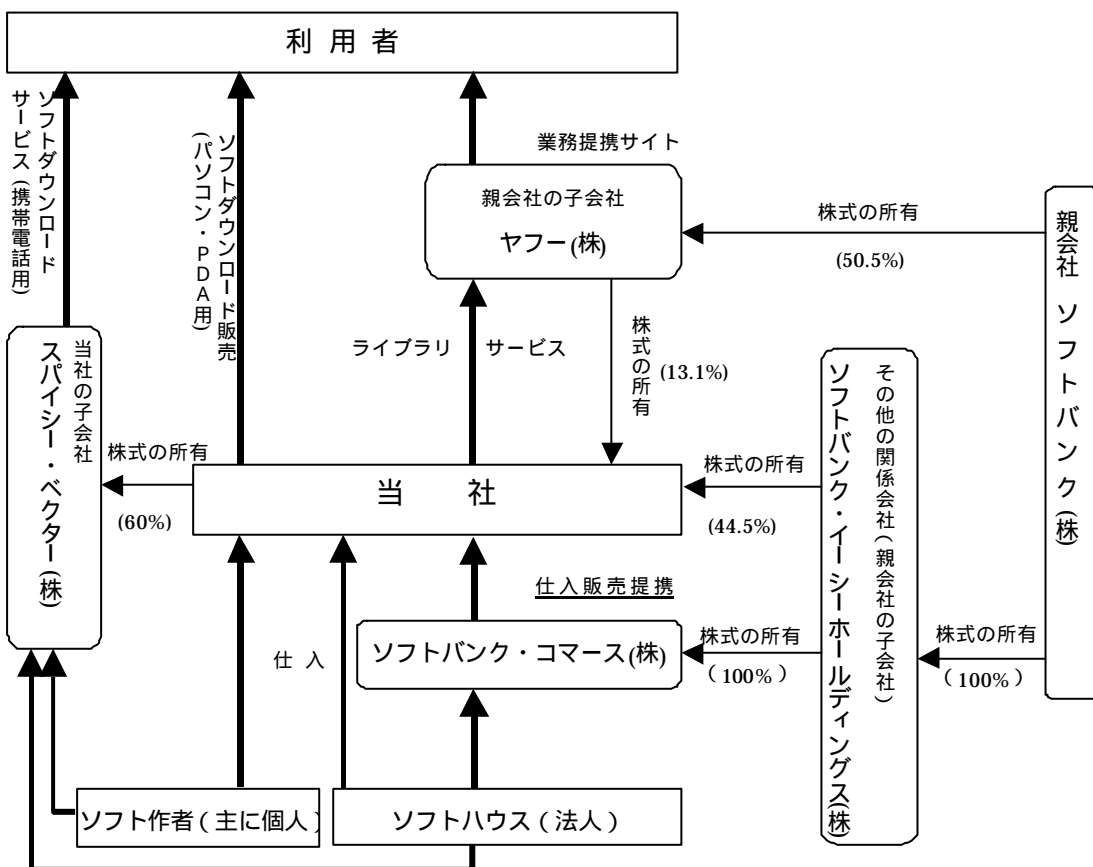 利 用 者
ソフトダウンロード
サービス(携帯電話用)
ソフトダウンロード販売
(パソコン・PDA用)
業務提携サイト
親会社の子会社
ヤフー(株)
株式の所有
(50.5%)
親会社 ソフトバンク(株)
ライブラリ サービス
株式の所有
(13.1%)
当社の子会社
スパイシー・ベクター(株)
株式の所有
(60%)
当 社
株式の所有
(44.5%)
その他の関係会社(親会社の子会社)
ソフトバンク・イーシーホールディングス(株)
仕入販売提携
仕 入
ソフトバンク・コマース(株)
株式の所有
(100%)
株式の所有
(100%)
ソフト作者(主に個人)
ソフトハウス(法人)